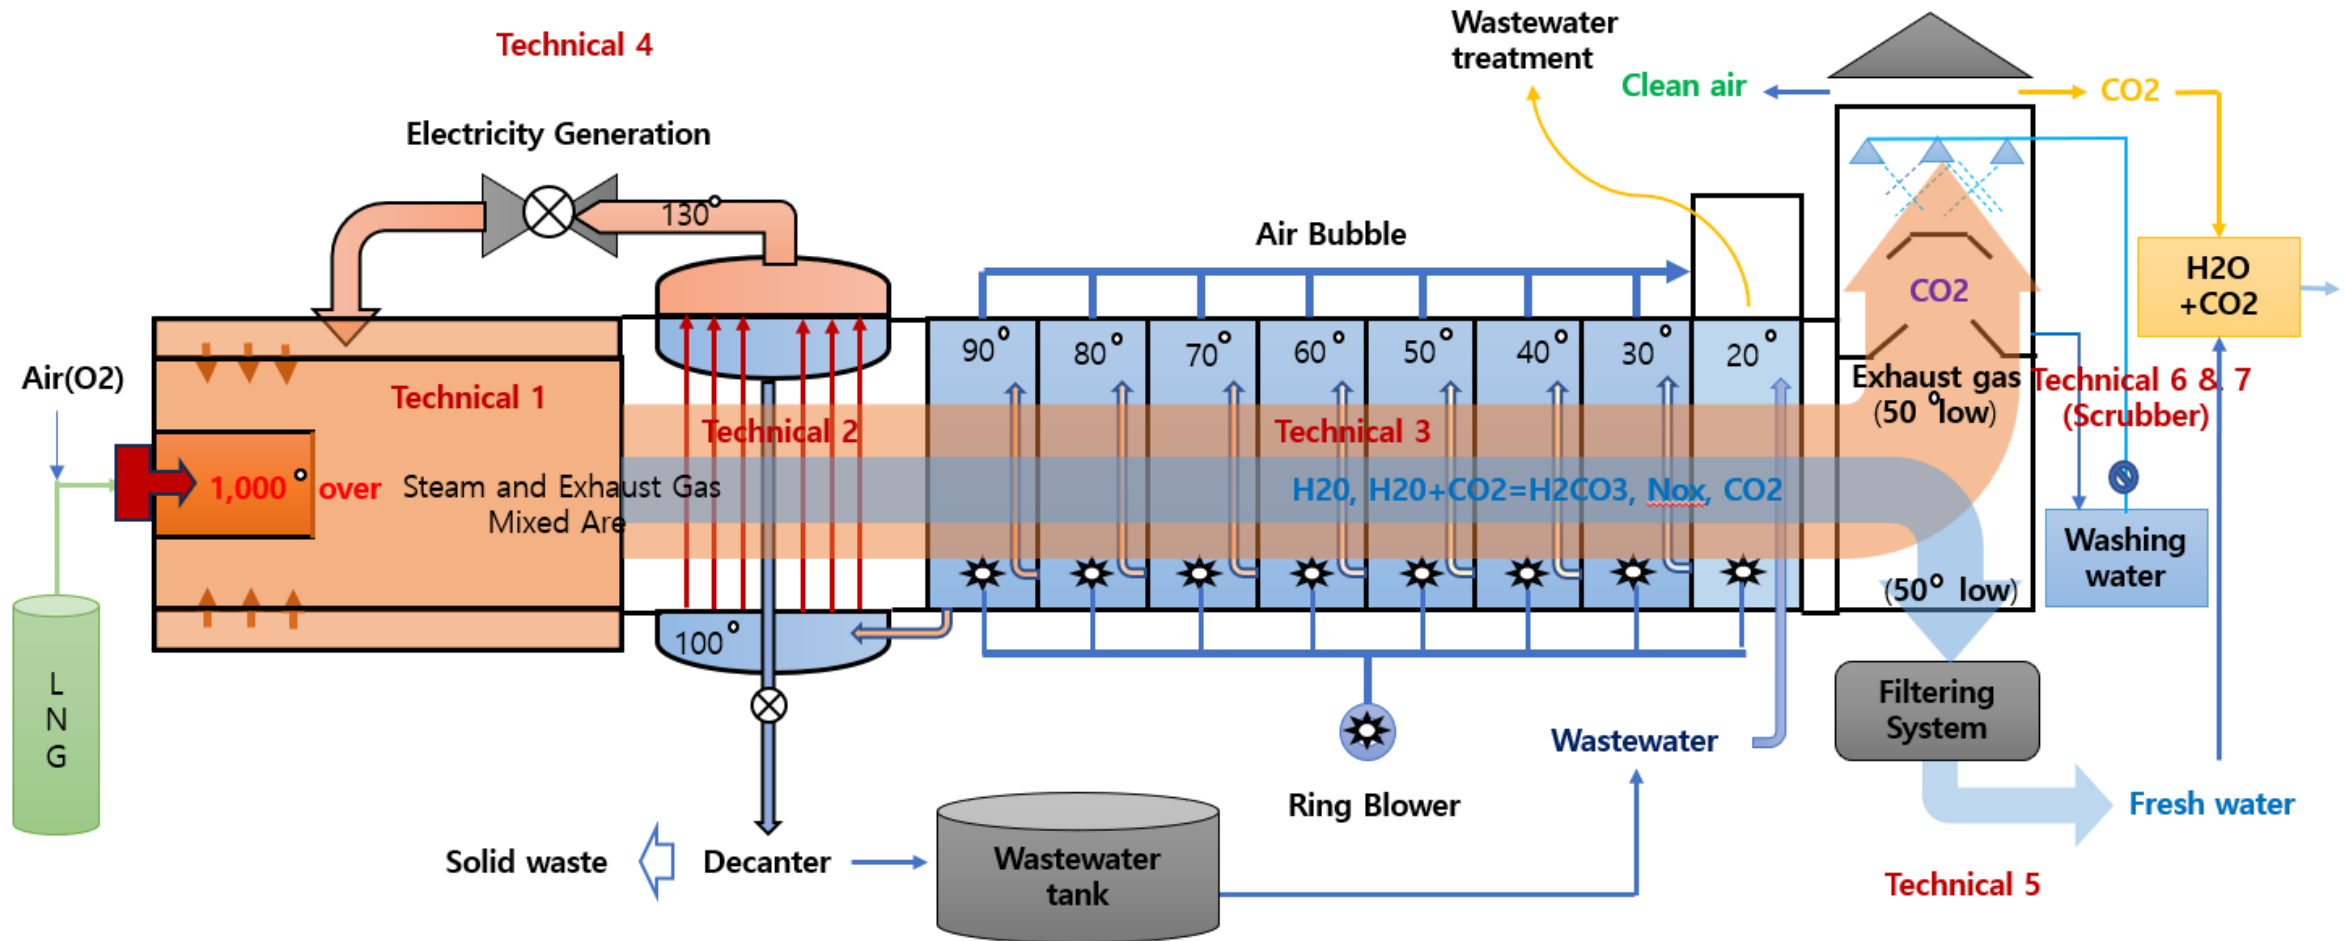 Technical 4
Electricity Generation
130°
Wastewater
treatment
Clean air
CO2
Air Bubble
H2O
+CO2
CO2
Air(O2)
Technical 1
Technical 2
Technical 3
90°
80°
70°
60°
50°
40°
30°
20°
Exhaust gas
(50 °low)
Technical 6 & 7
(Scrubber)
1,000 ° over
Steam and Exhaust Gas
Mixed Are
H20, H20+CO2=H2CO3, Nox, CO2
Washing
water
(50° low)
100°
L
N
G
Filtering
System
Wastewater
Ring Blower
Fresh water
Solid waste
Decanter
Wastewater
tank
Technical 5